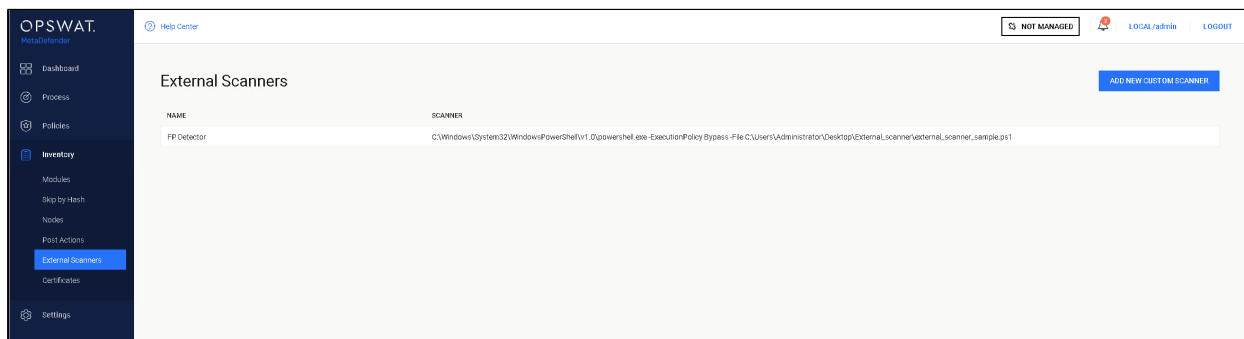 OPSWAT.
MetaDefender
Help Center
NOT MANAGED
2
LOCAL/admin
LOGOUT
Dashboard
Process
Policies
Inventory
Modules
Skip by Hash
Nodes
Post Actions
External Scanners
Certificates
Settings
External Scanners
ADD NEW CUSTOM SCANNER
NAME
SCANNER
FP Detector
C:\Windows\System32\WindowsPowerShell\v1.0\powershell.exe -ExecutionPolicy Bypass -File C:\Users\Administrator\Desktop\External_scanner\external_scanner_sample.ps1